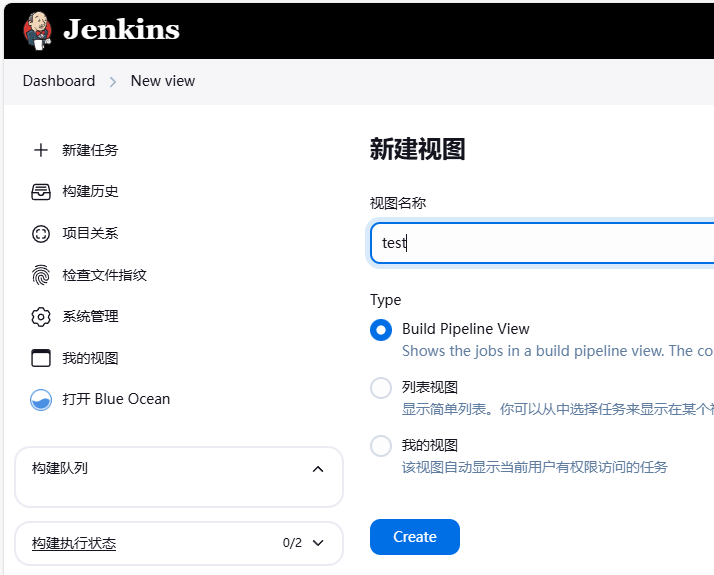 Jenkins
Dashboard > New view
新建任务
构建历史
项目关系
检查文件指纹
系统管理
我的视图
打开 Blue Ocean
构建队列
构建执行状态 0/2
新建视图
视图名称
test
Type
Build Pipeline View
Shows the jobs in a build pipeline view. The co
列表视图
显示简单列表。你可以从中选择任务来显示在某个
我的视图
该视图自动显示当前用户有权限访问的任务
Create